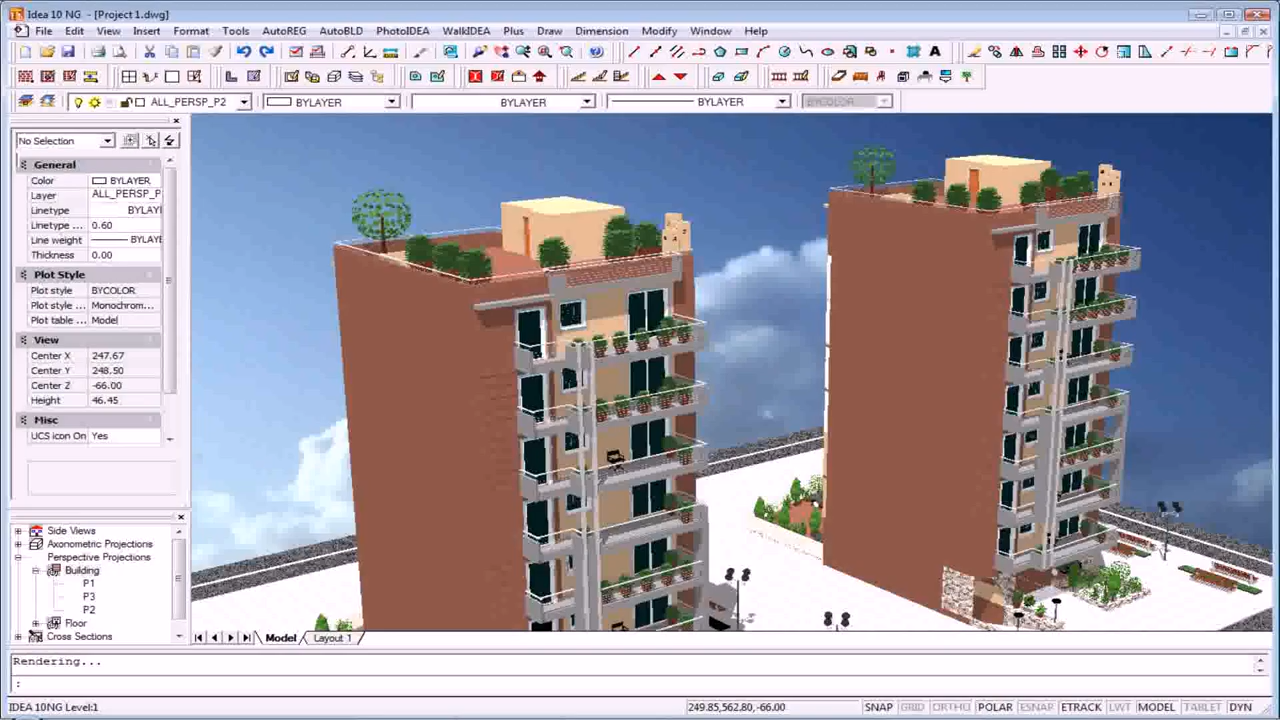 Idea 10 NG - [Project 1.dwg]
File Edit View Insert Format Tools AutoREG AutoBLD PhotoIDEA WalkIDEA Plus Draw Dimension Modify Window Help
ALL_PERSP_P2 BYLAYER BYLAYER BYLAYER BYCOLOR
No Selection
General
Color BYLAYER
Layer ALL_PERSP_P
Linetype BYLAYI
Linetype ... 0.60
Line weight BYLAYE
Thickness 0.00
Plot Style
Plot style BYCOLOR
Plot style ... Monochrom...
Plot table ... Model
View
Center X 247.67
Center Y 248.50
Center Z -66.00
Height 46.45
Misc
UCS icon On Yes
Side Views
Axonometric Projections
Perspective Projections
Building
P1
P3
P2
Floor
Cross Sections
Model Layout 1
Rendering...
:
IDEA 10NG Level:1 249.85,562.80,-66.00 SNAP GRID ORTHO POLAR ESNAP ETRACK LWT MODEL TABLET DYN